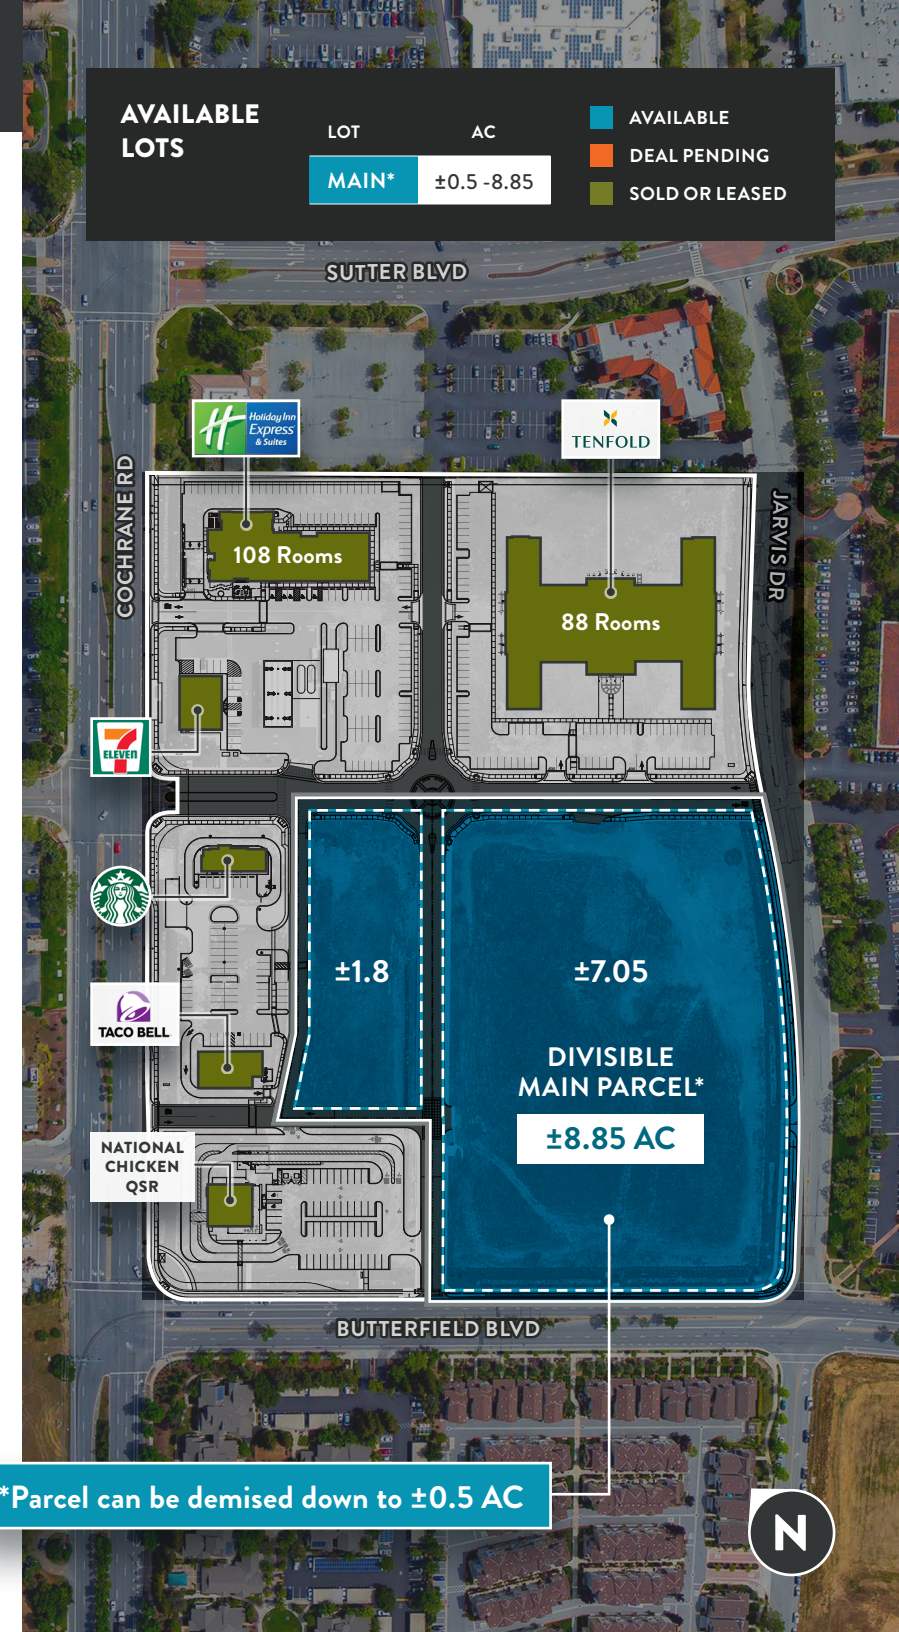 AVAILABLE
LOTS
LOT
AC
MAIN*
±0.5 -8.85
AVAILABLE
DEAL PENDING
SOLD OR LEASED
SUTTER BLVD
Holiday Inn
Express
& Suites
TENFOLD
COCHRANE RD
JARVIS DR
108 Rooms
88 Rooms
7
ELEVEN
TACO BELL
NATIONAL
CHICKEN
QSR
±1.8
±7.05
DIVISIBLE
MAIN PARCEL*
±8.85 AC
BUTTERFIELD BLVD
*Parcel can be demised down to ±0.5 AC
N